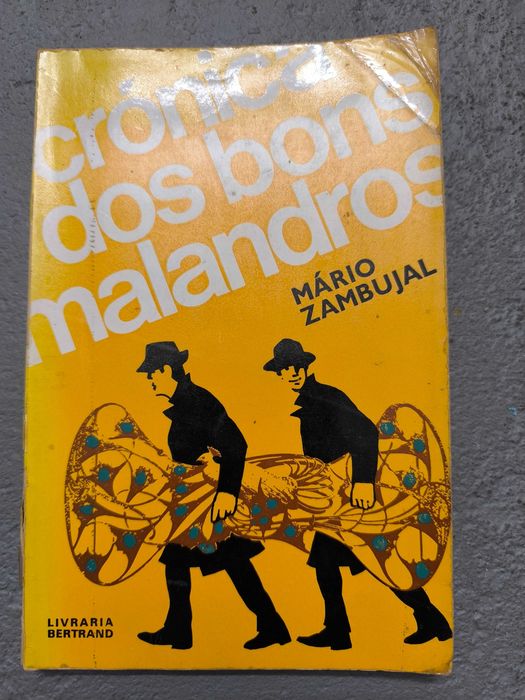 crónica
dos bons
malandros
MÁRIO
ZAMBUJAL
LIVRARIA
BERTRAND